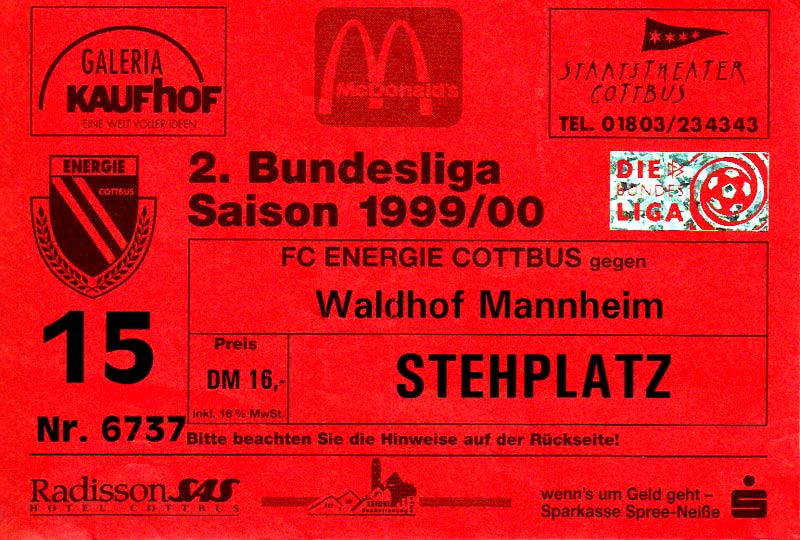 GALERIA
KAUFHOF
EINE WELT VOLLER IDEEN
McDonald's
STAATSTHEATER
COTTBUS
TEL. 01803/234343
ENERGIE
COTTBUS
2. Bundesliga
Saison 1999/00
DIE
BUNDES
LIGA
FC ENERGIE COTTBUS gegen
Waldhof Mannheim
15
Preis
DM 16,-
inkl. 16 % MwSt.
STEHPLATZ
Nr. 6737
Bitte beachten Sie die Hinweise auf der Rückseite!
Radisson SAS
HOTEL COTTBUS
wenn's um Geld geht –
Sparkasse Spree-Neiße